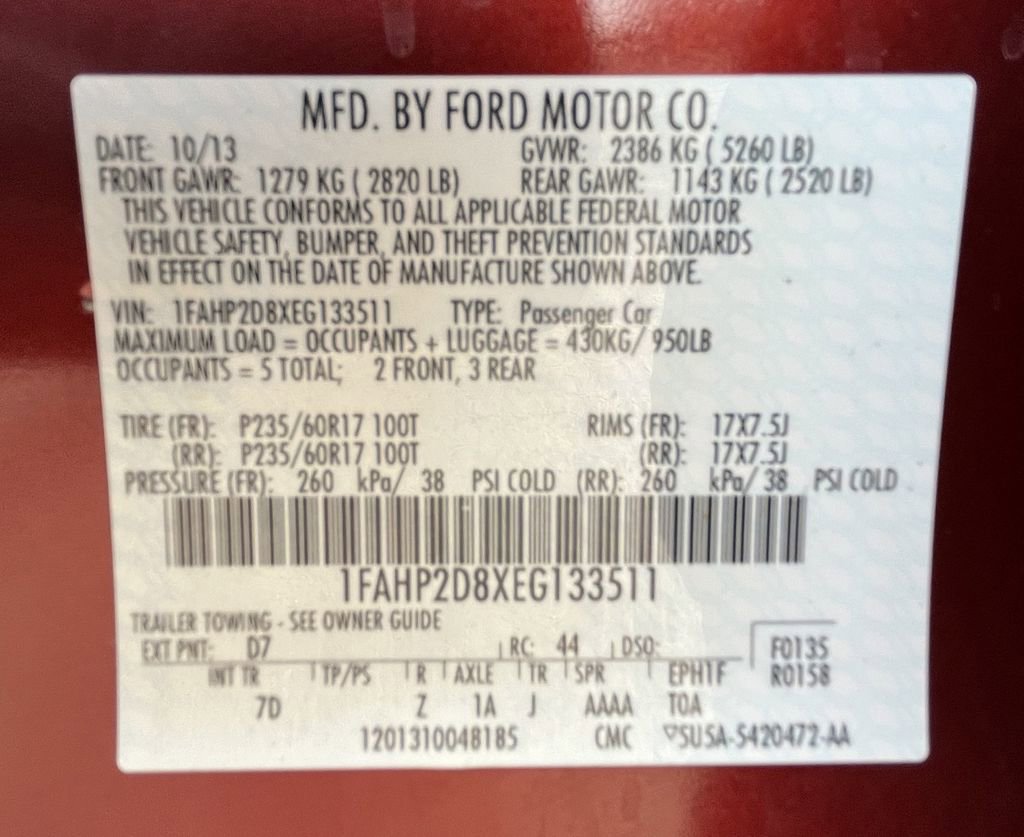 MFD. BY FORD MOTOR CO.
DATE: 10/13 GVWR: 2386 KG ( 5260 LB)
FRONT GAWR: 1279 KG ( 2820 LB) REAR GAWR: 1143 KG ( 2520 LB)
THIS VEHICLE CONFORMS TO ALL APPLICABLE FEDERAL MOTOR
VEHICLE SAFETY, BUMPER, AND THEFT PREVENTION STANDARDS
IN EFFECT ON THE DATE OF MANUFACTURE SHOWN ABOVE.
VIN: 1FAHP2D8XEG133511 TYPE: Passenger Car
MAXIMUM LOAD = OCCUPANTS + LUGGAGE = 430KG/ 950LB
OCCUPANTS = 5 TOTAL; 2 FRONT, 3 REAR
TIRE (FR): P235/60R17 100T RIMS (FR): 17X7.5J
(RR): P235/60R17 100T (RR): 17X7.5J
PRESSURE (FR): 260 kPa/ 38 PSI COLD (RR): 260 kPa/ 38 PSI COLD
1FAHP2D8XEG133511
TRAILER TOWING - SEE OWNER GUIDE
EXT PNT: D7 RC: 44 DSO: F0135
INT TR TP/PS R AXLE TR SPR EPH1F R0158
7D Z 1A J AAAA TOA
1201310048185 CMC ▽5U5A-5420472-AA